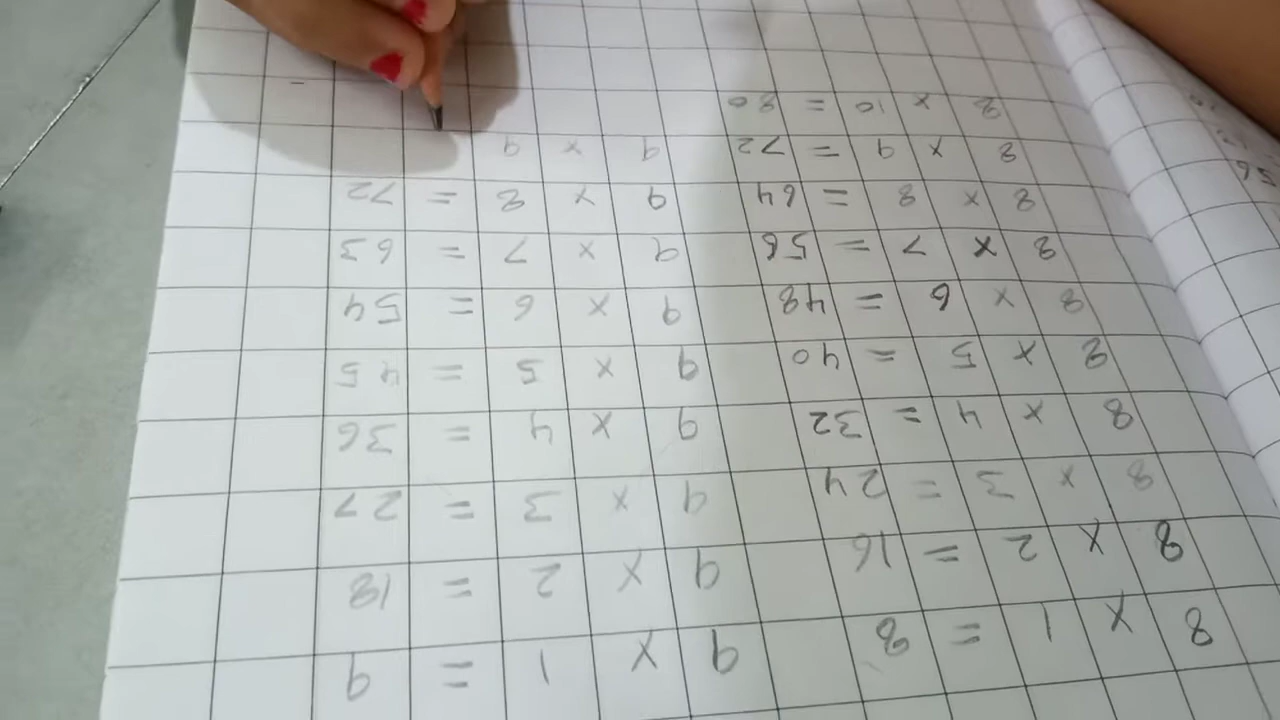 8 × 1 = 8
8 × 2 = 16
8 × 3 = 24
8 × 4 = 32
8 × 5 = 40
8 × 6 = 48
8 × 7 = 56
8 × 8 = 64
8 × 9 = 72
8 × 10 = 80
9 × 1 = 9
9 × 2 = 18
9 × 3 = 27
9 × 4 = 36
9 × 5 = 45
9 × 6 = 54
9 × 7 = 63
9 × 8 = 72
9 × 9
56